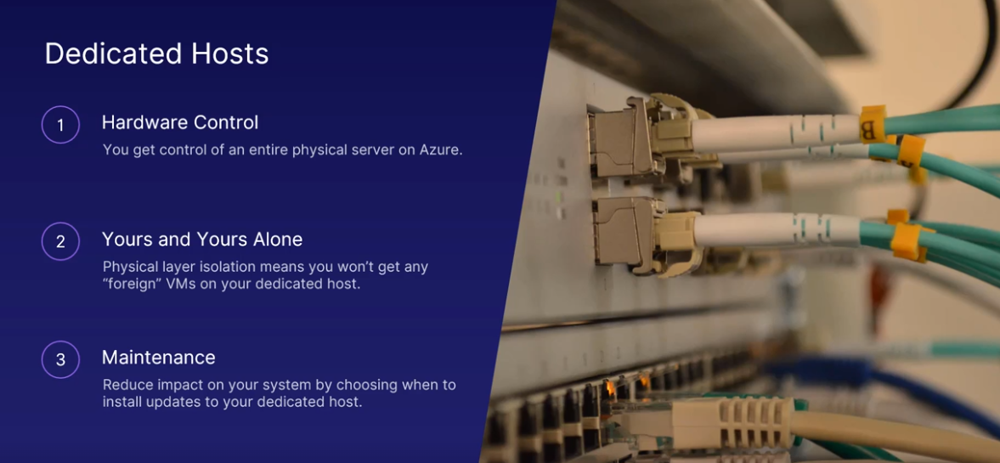 Dedicated Hosts
1
Hardware Control
You get control of an entire physical server on Azure.
2
Yours and Yours Alone
Physical layer isolation means you won’t get any
“foreign” VMs on your dedicated host.
3
Maintenance
Reduce impact on your system by choosing when to
install updates to your dedicated host.
B